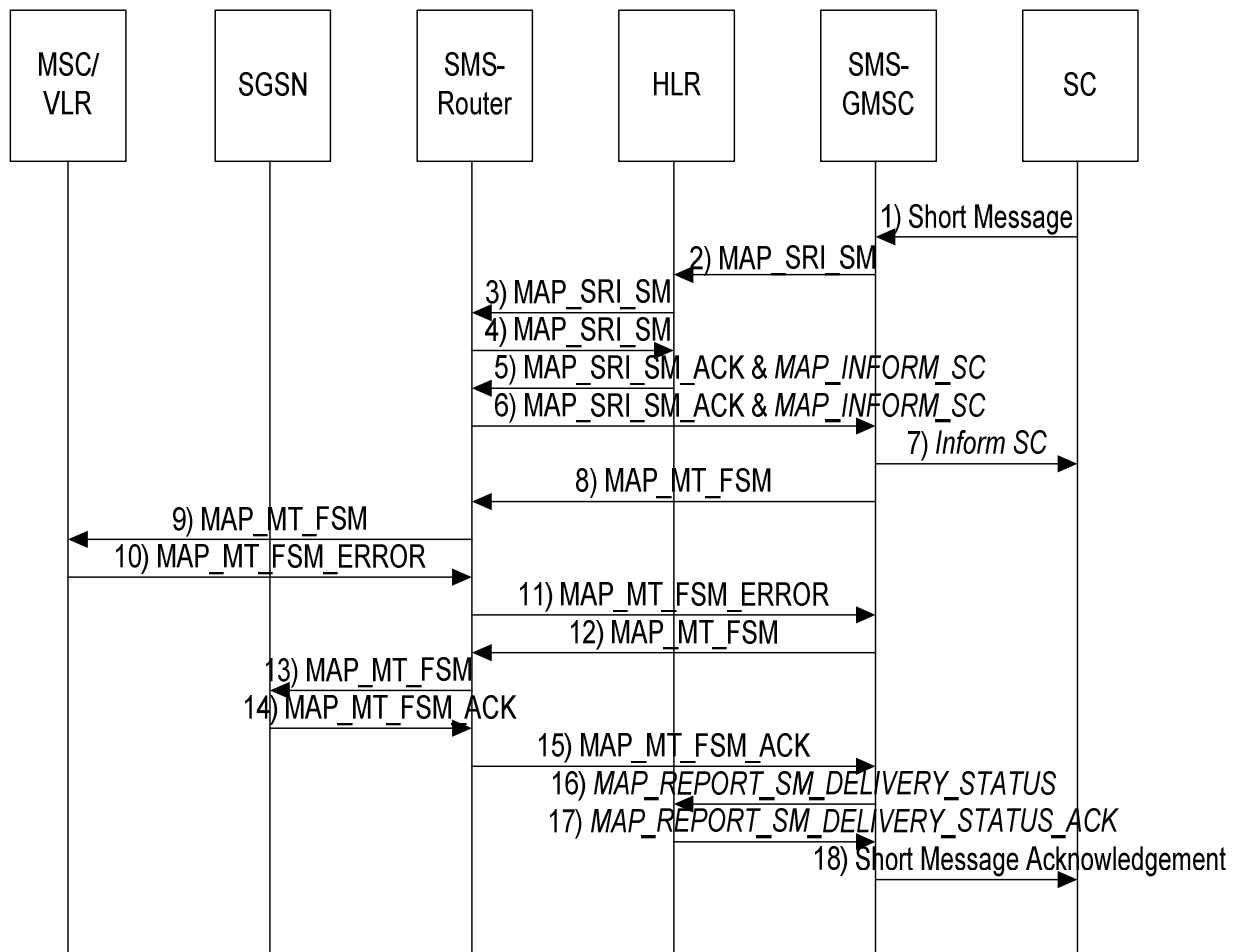 MSC/
VLR
SGSN
SMS-
Router
HLR
SMS-
GMSC
SC
1) Short Message
2) MAP_SRI_SM
3) MAP_SRI_SM
4) MAP_SRI_SM
5) MAP_SRI_SM_ACK & MAP_INFORM_SC
6) MAP_SRI_SM_ACK & MAP_INFORM_SC
7) Inform SC
8) MAP_MT_FSM
9) MAP_MT_FSM
10) MAP_MT_FSM_ERROR
11) MAP_MT_FSM_ERROR
12) MAP_MT_FSM
13) MAP_MT_FSM
14) MAP_MT_FSM_ACK
15) MAP_MT_FSM_ACK
16) MAP_REPORT_SM_DELIVERY_STATUS
17) MAP_REPORT_SM_DELIVERY_STATUS_ACK
18) Short Message Acknowledgement